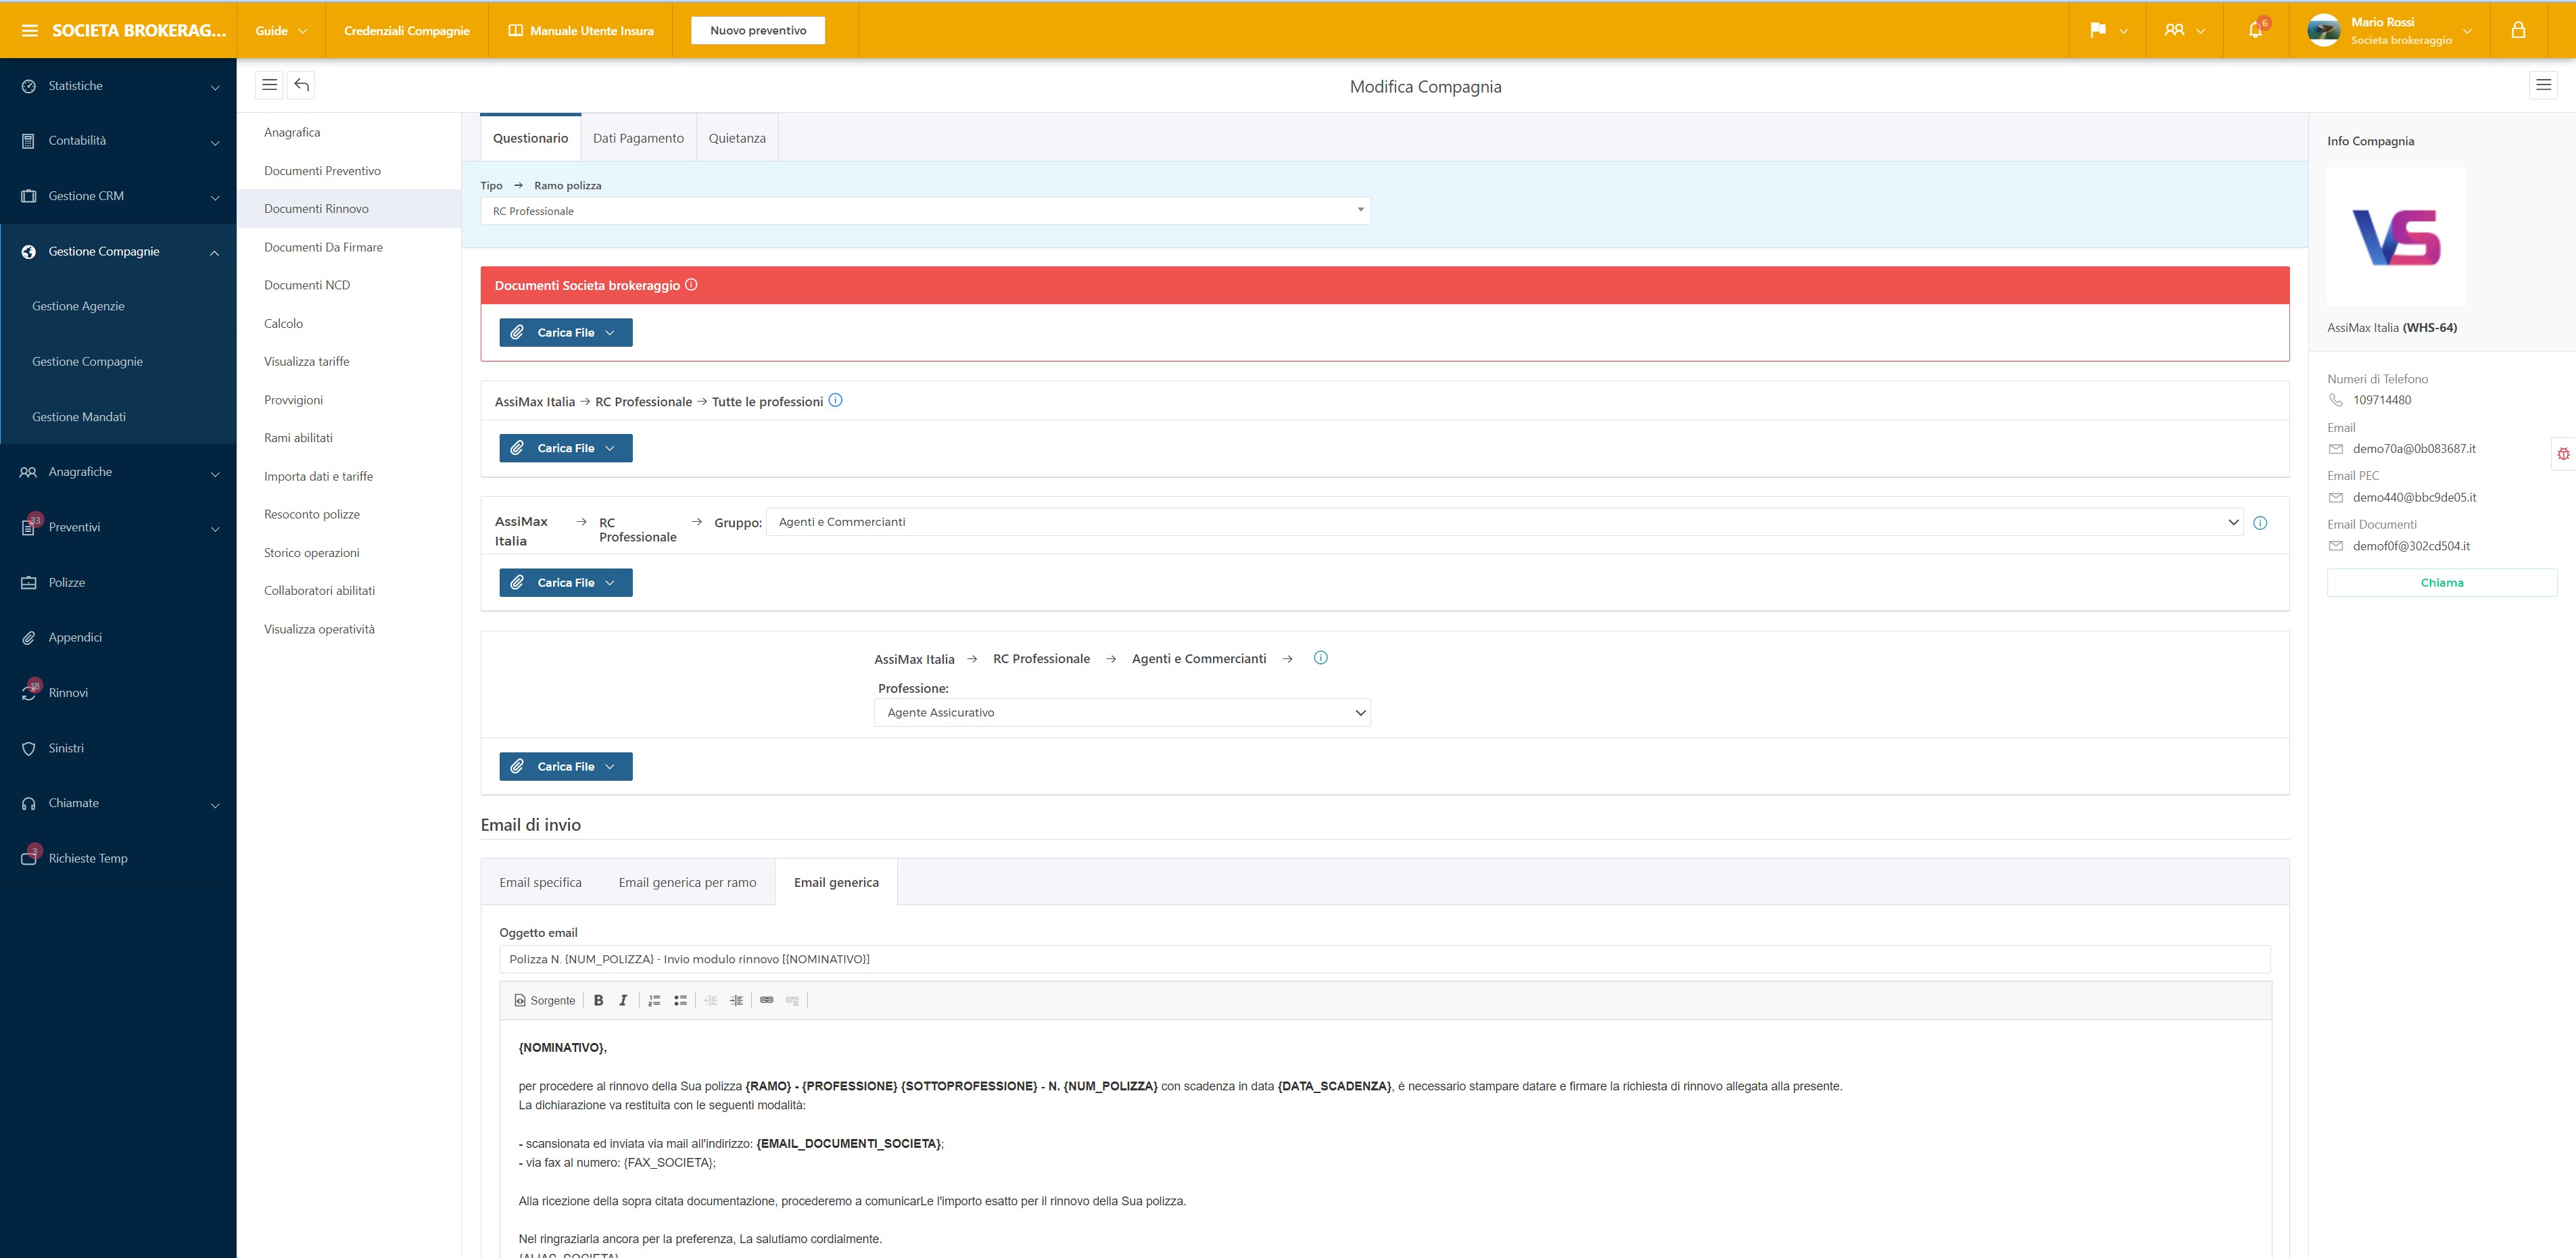 SOCIETA BROKERAG...
Guide
Credenziali Compagnie
Manuale Utente Insura
Nuovo preventivo
6
Mario Rossi
Societa brokeraggio
Statistiche
Contabilità
Gestione CRM
Gestione Compagnie
Gestione Agenzie
Gestione Compagnie
Gestione Mandati
Anagrafiche
33
Preventivi
Polizze
Appendici
18
Rinnovi
Sinistri
Chiamate
3
Richieste Temp
Modifica Compagnia
Anagrafica
Documenti Preventivo
Documenti Rinnovo
Documenti Da Firmare
Documenti NCD
Calcolo
Visualizza tariffe
Provvigioni
Rami abilitati
Importa dati e tariffe
Resoconto polizze
Storico operazioni
Collaboratori abilitati
Visualizza operatività
Questionario
Dati Pagamento
Quietanza
Tipo → Ramo polizza
RC Professionale
Documenti Societa brokeraggio
Carica File
AssiMax Italia → RC Professionale → Tutte le professioni
Carica File
AssiMax Italia → RC Professionale → Gruppo: Agenti e Commercianti
Carica File
AssiMax Italia → RC Professionale → Agenti e Commercianti →
Professione:
Agente Assicurativo
Carica File
Email di invio
Email specifica
Email generica per ramo
Email generica
Oggetto email
Polizza N. {NUM_POLIZZA} - Invio modulo rinnovo [{NOMINATIVO}]
Sorgente
{NOMINATIVO},
per procedere al rinnovo della Sua polizza {RAMO} - {PROFESSIONE} {SOTTOPROFESSIONE} - N. {NUM_POLIZZA} con scadenza in data {DATA_SCADENZA}, è necessario stampare datare e firmare la richiesta di rinnovo allegata alla presente.
La dichiarazione va restituita con le seguenti modalità:
- scansionata ed inviata via mail all'indirizzo: {EMAIL_DOCUMENTI_SOCIETA};
- via fax al numero: {FAX_SOCIETA};
Alla ricezione della sopra citata documentazione, procederemo a comunicarLe l'importo esatto per il rinnovo della Sua polizza.
Nel ringraziarla ancora per la preferenza, La salutiamo cordialmente.
{ALIAS_SOCIETA}
Info Compagnia
VS
AssiMax Italia (WHS-64)
Numeri di Telefono
109714480
Email
demo70a@0b083687.it
Email PEC
demo440@bbc9de05.it
Email Documenti
demof0f@302cd504.it
Chiama